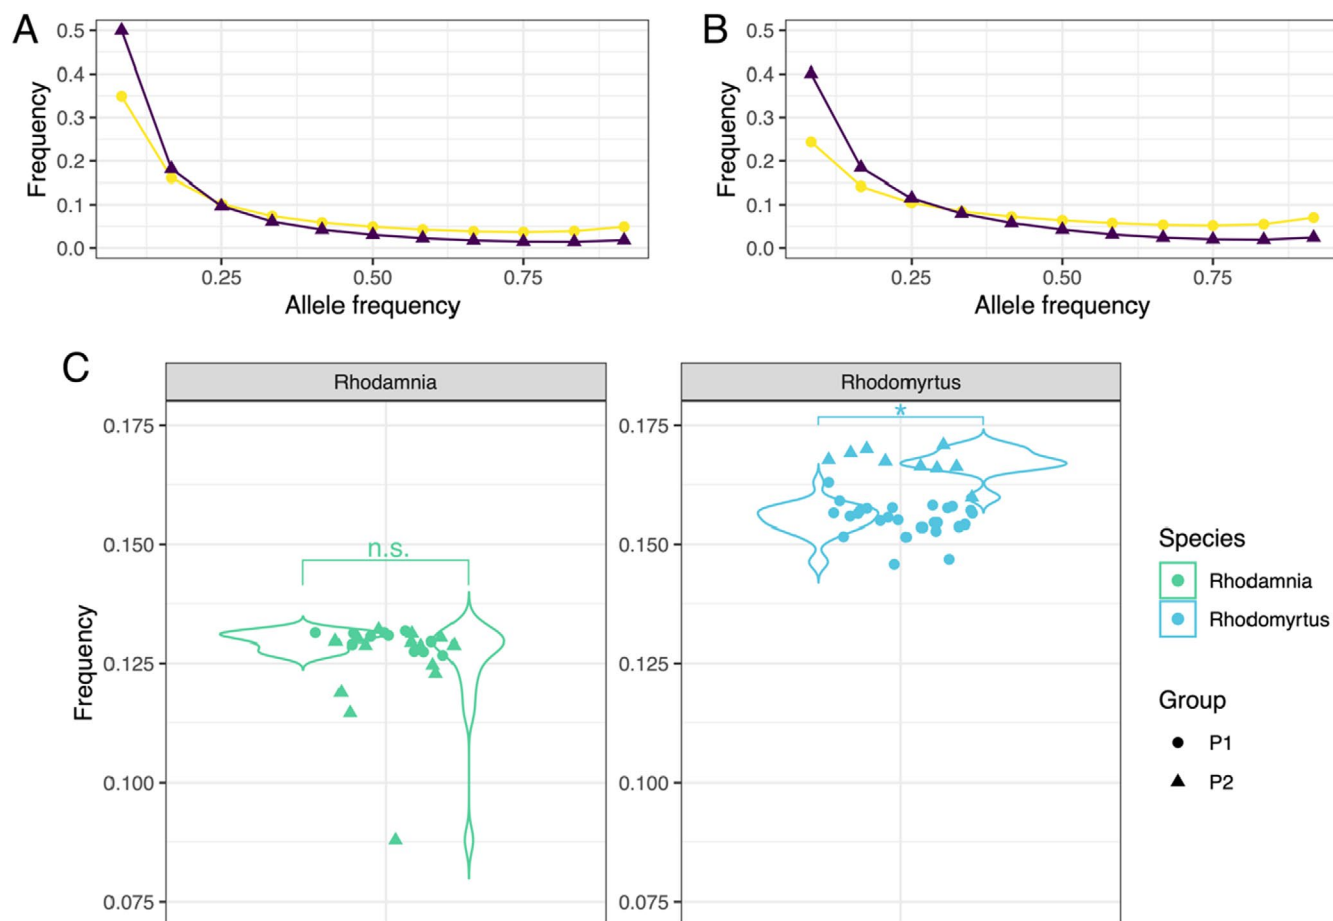 A
B
0.5
0.4
0.3
0.2
0.1
0.0
Frequency
0.25
0.50
0.75
Allele frequency
0.5
0.4
0.3
0.2
0.1
0.0
Frequency
0.25
0.50
0.75
Allele frequency
C
Rhodamnia
Rhodomyrtus
0.175
0.150
0.125
0.100
0.075
Frequency
n.s.
0.175
0.150
0.125
0.100
0.075
*
Species
Rhodamnia
Rhodomyrtus
Group
P1
P2